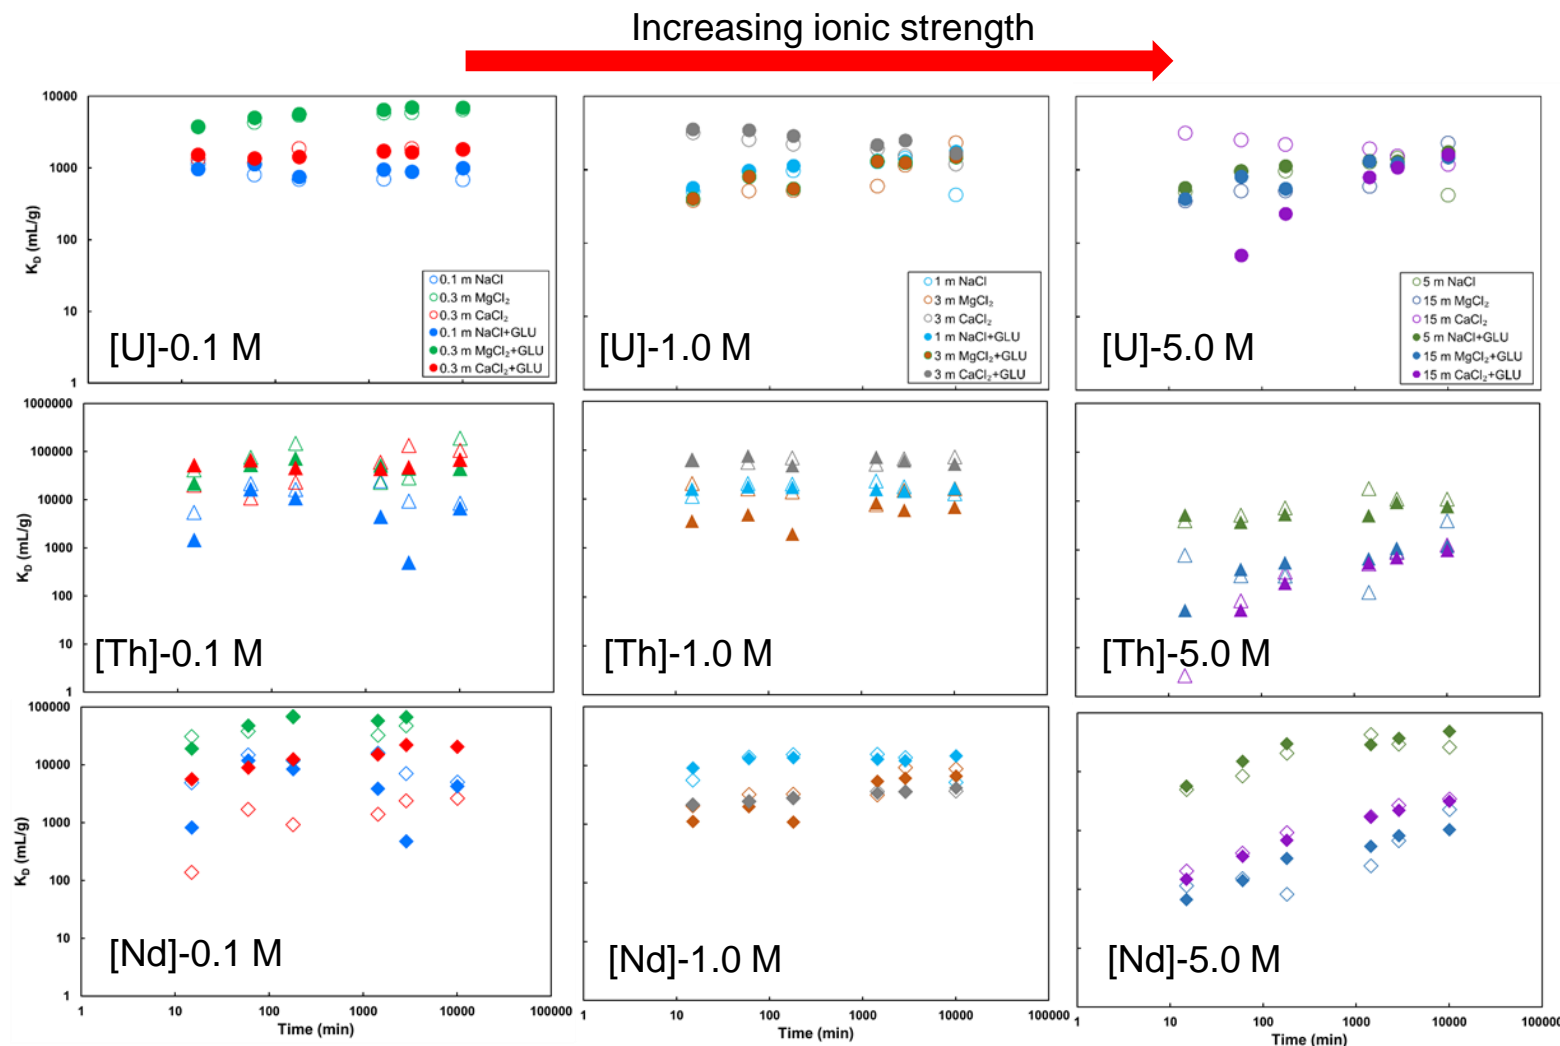 Increasing ionic strength
10000
1000
100
10
1
K_D (mL/g)
0.1 m NaCl
0.3 m MgCl₂
0.3 m CaCl₂
0.1 m NaCl+GLU
0.3 m MgCl₂+GLU
0.3 m CaCl₂+GLU
[U]-0.1 M
1 m NaCl
3 m MgCl₂
3 m CaCl₂
1 m NaCl+GLU
3 m MgCl₂+GLU
3 m CaCl₂+GLU
[U]-1.0 M
5 m NaCl
15 m MgCl₂
15 m CaCl₂
5 m NaCl+GLU
15 m MgCl₂+GLU
15 m CaCl₂+GLU
[U]-5.0 M
1000000
100000
10000
1000
100
10
1
K_D (mL/g)
[Th]-0.1 M
[Th]-1.0 M
[Th]-5.0 M
100000
10000
1000
100
10
1
K_D (mL/g)
[Nd]-0.1 M
[Nd]-1.0 M
[Nd]-5.0 M
1 10 100 1000 10000 100000
Time (min)
1 10 100 1000 10000 100000
Time (min)
1 10 100 1000 10000 100000
Time (min)